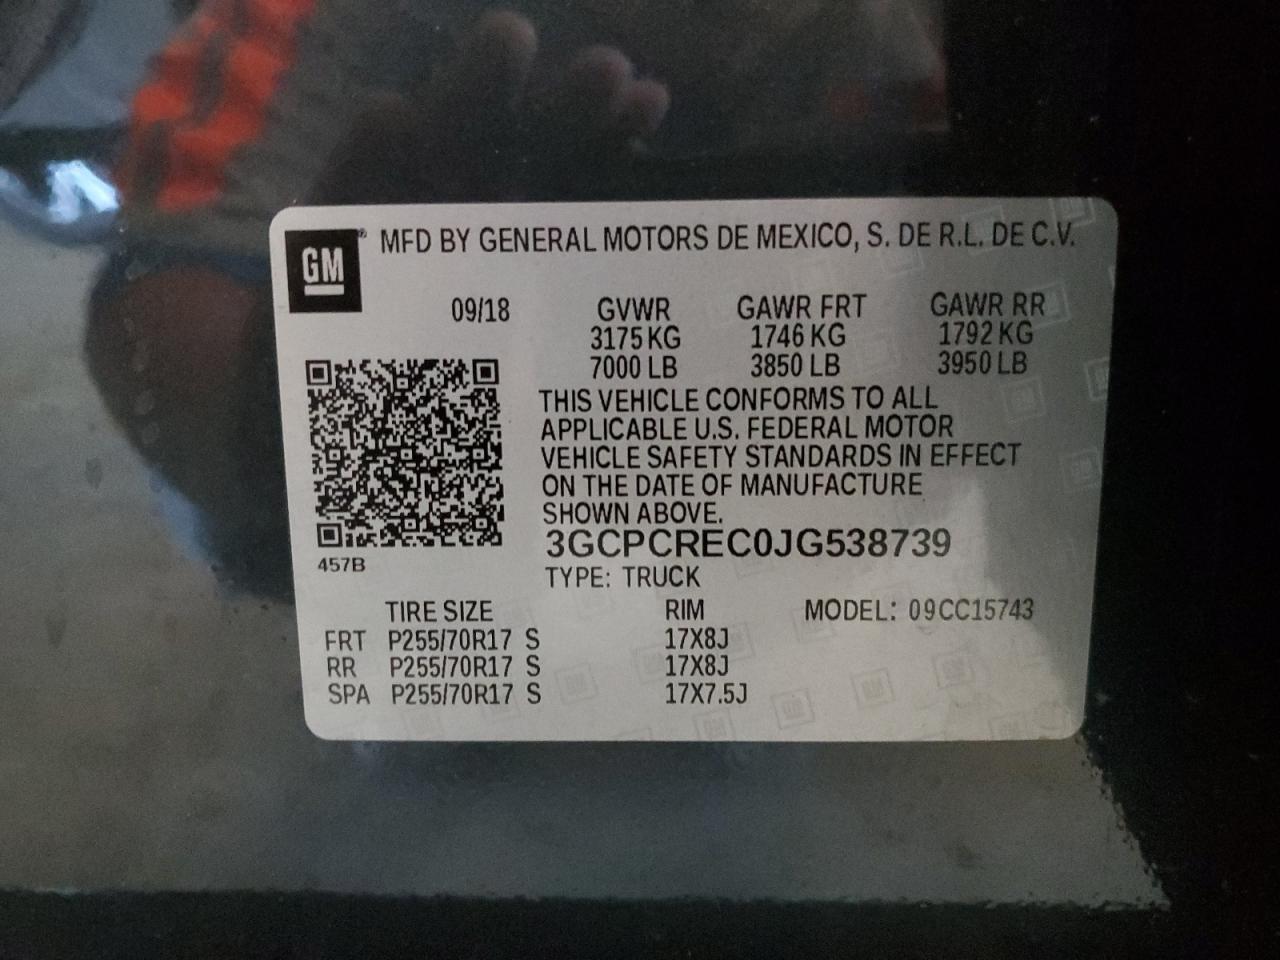 GM
MFD BY GENERAL MOTORS DE MEXICO, S. DE R.L. DE C.V.
09/18 GVWR GAWR FRT GAWR RR
3175 KG 1746 KG 1792 KG
7000 LB 3850 LB 3950 LB
THIS VEHICLE CONFORMS TO ALL
APPLICABLE U.S. FEDERAL MOTOR
VEHICLE SAFETY STANDARDS IN EFFECT
ON THE DATE OF MANUFACTURE
SHOWN ABOVE.
3GCPCREC0JG538739
457B
TYPE: TRUCK
TIRE SIZE RIM MODEL: 09CC15743
FRT P255/70R17 S 17X8J
RR P255/70R17 S 17X8J
SPA P255/70R17 S 17X7.5J